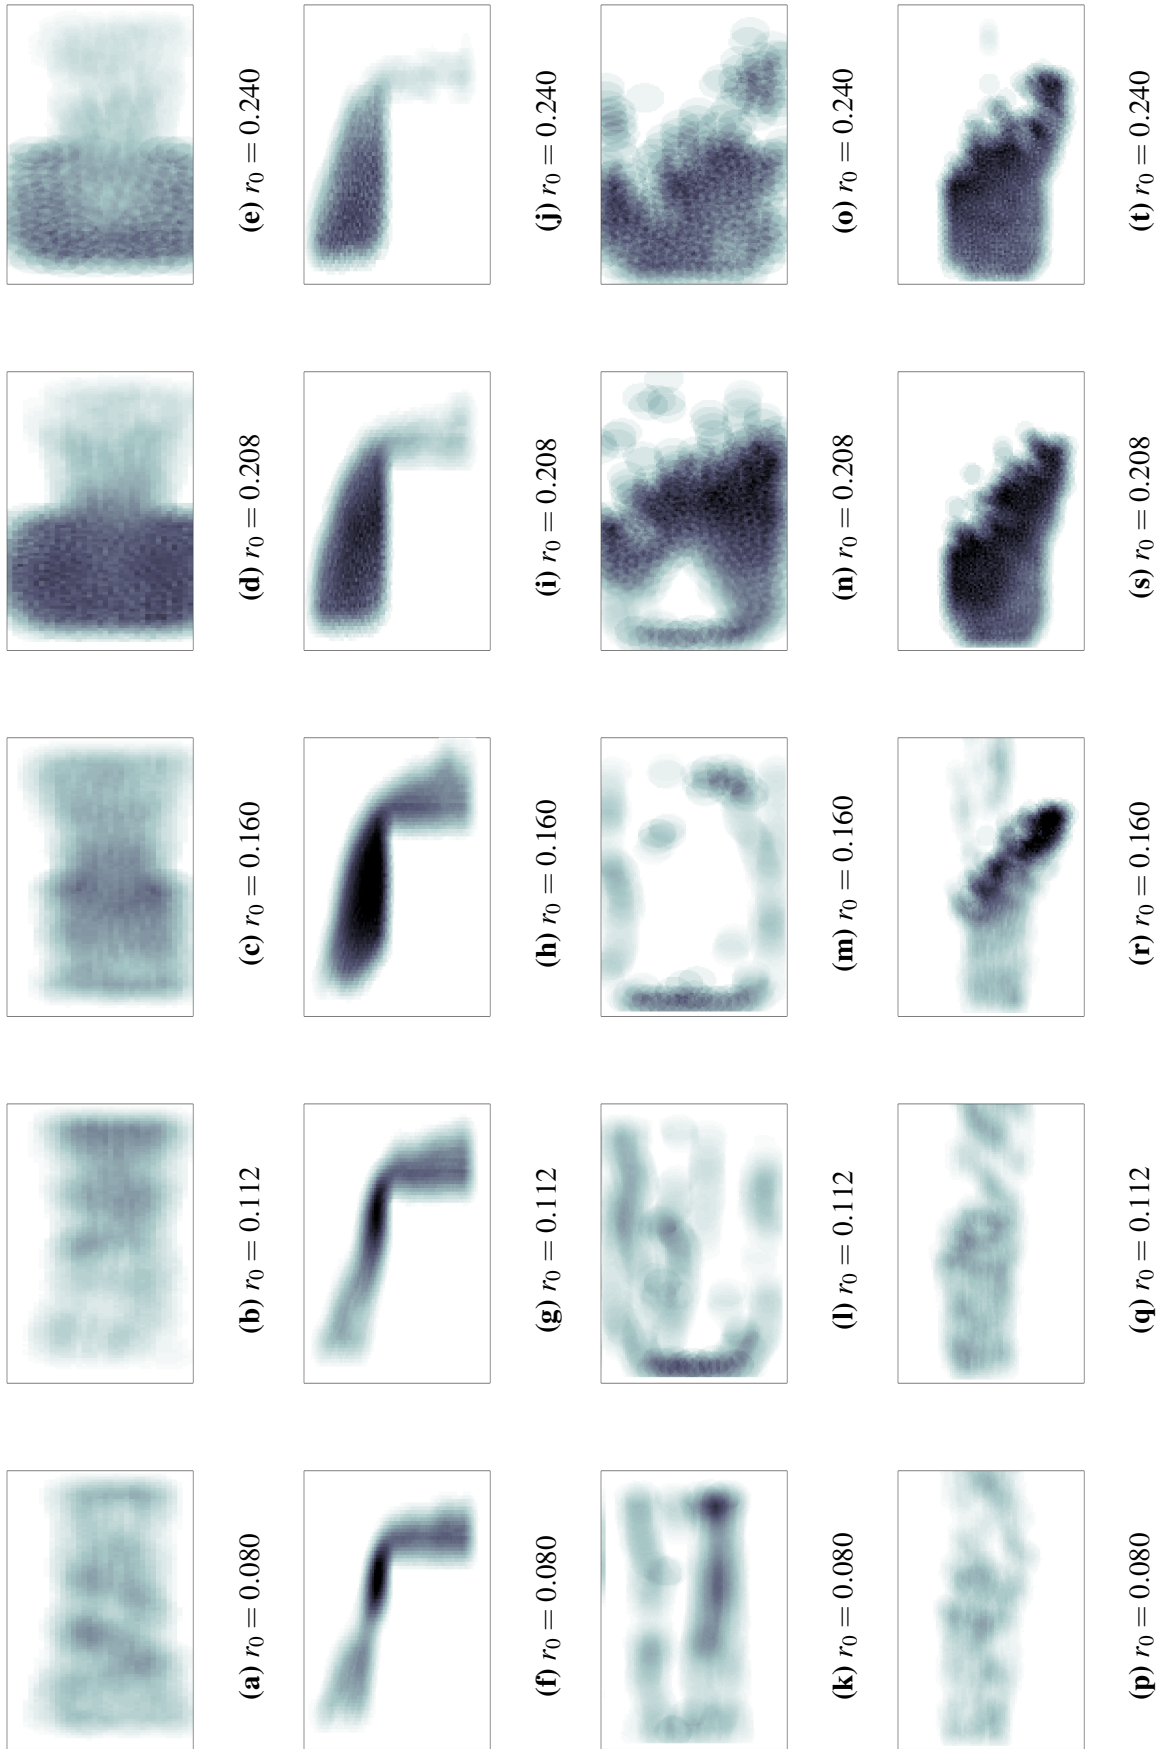 (a) r₀ = 0.080
(b) r₀ = 0.112
(c) r₀ = 0.160
(d) r₀ = 0.208
(e) r₀ = 0.240
(f) r₀ = 0.080
(g) r₀ = 0.112
(h) r₀ = 0.160
(i) r₀ = 0.208
(j) r₀ = 0.240
(k) r₀ = 0.080
(l) r₀ = 0.112
(m) r₀ = 0.160
(n) r₀ = 0.208
(o) r₀ = 0.240
(p) r₀ = 0.080
(q) r₀ = 0.112
(r) r₀ = 0.160
(s) r₀ = 0.208
(t) r₀ = 0.240